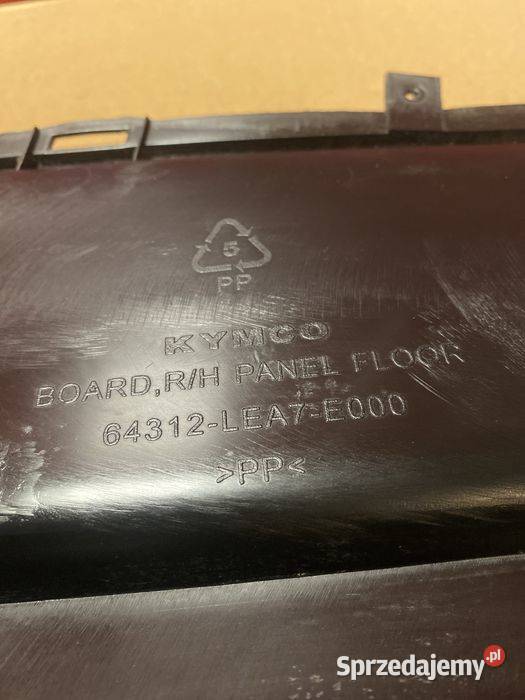 5
PP
KYMCO
BOARD,R/H PANEL FLOOR
64312-LEA7-E000
>PP<
Sprzedajemy.pl